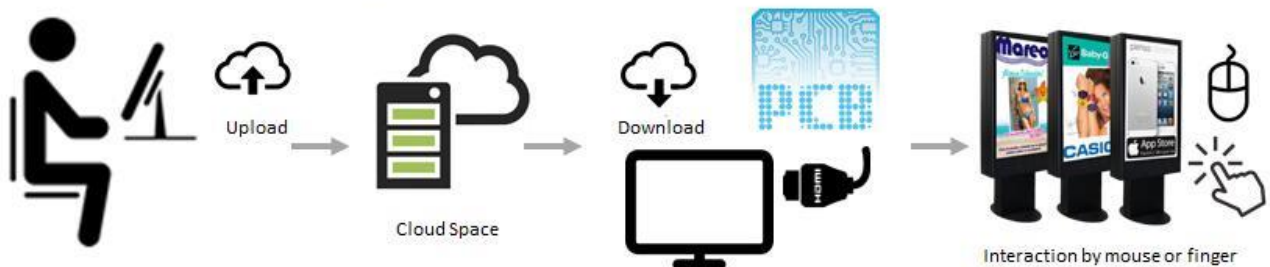 Upload
Cloud Space
Download
PCB
HDMI
Mareo
Baby-G
CASIO
App Store
Interaction by mouse or finger